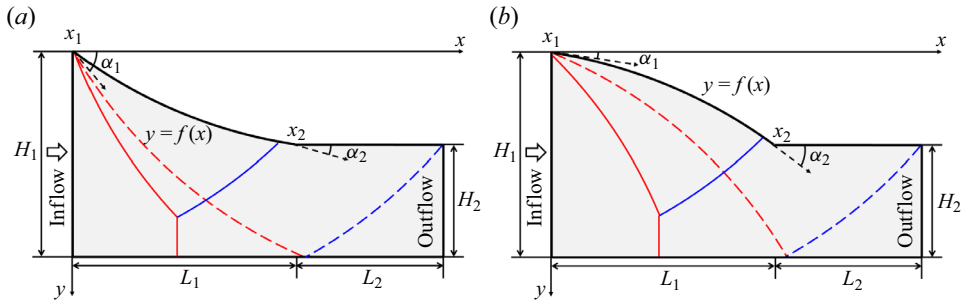 (a)
x₁
x
α₁
y = f(x)
x₂
α₂
H₁
Inflow
Outflow
H₂
L₁
L₂
y
(b)
x₁
x
α₁
y = f(x)
x₂
α₂
H₁
Inflow
Outflow
H₂
L₁
L₂
y